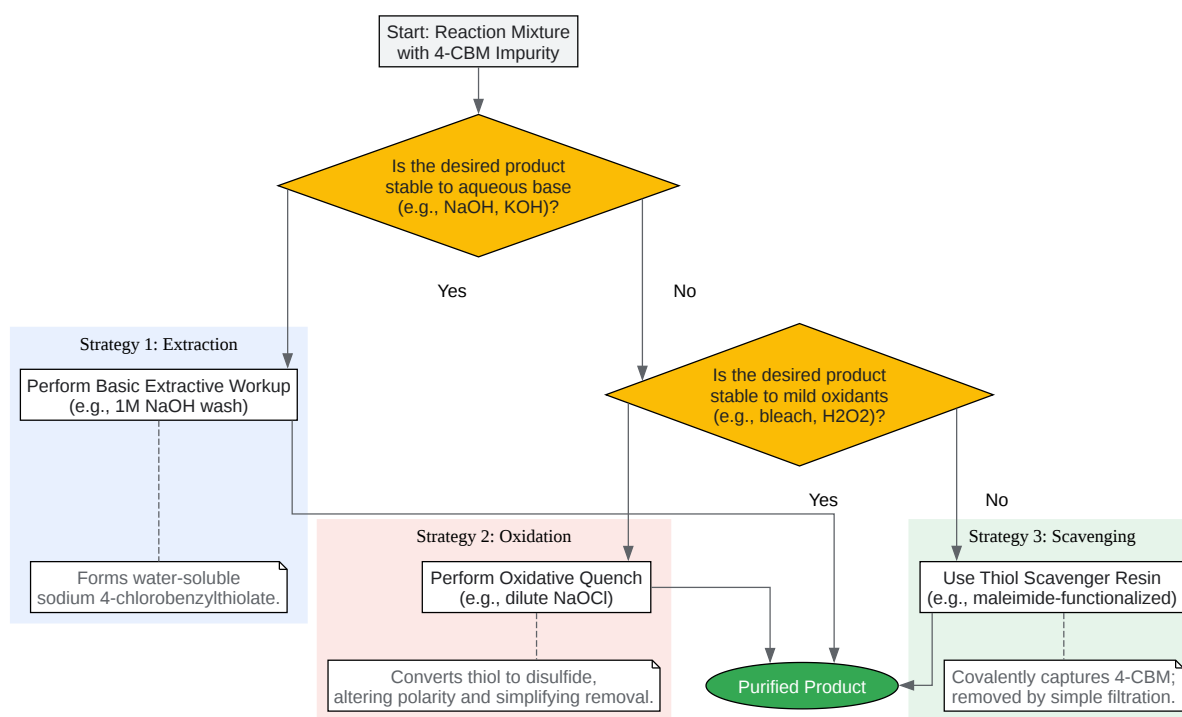 Start: Reaction Mixture
with 4-CBM Impurity
Is the desired product
stable to aqueous base
(e.g., NaOH, KOH)?
Yes
No
Strategy 1: Extraction
Perform Basic Extractive Workup
(e.g., 1M NaOH wash)
Forms water-soluble
sodium 4-chlorobenzylthiolate.
Is the desired product
stable to mild oxidants
(e.g., bleach, H2O2)?
Yes
No
Strategy 2: Oxidation
Perform Oxidative Quench
(e.g., dilute NaOCl)
Converts thiol to disulfide,
altering polarity and simplifying removal.
Strategy 3: Scavenging
Use Thiol Scavenger Resin
(e.g., maleimide-functionalized)
Covalently captures 4-CBM;
removed by simple filtration.
Purified Product